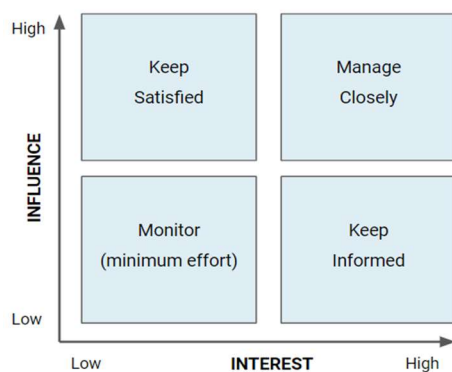 High
Keep
Satisfied
Manage
Closely
INFLUENCE
Monitor
(minimum effort)
Keep
Informed
Low
Low
INTEREST
High